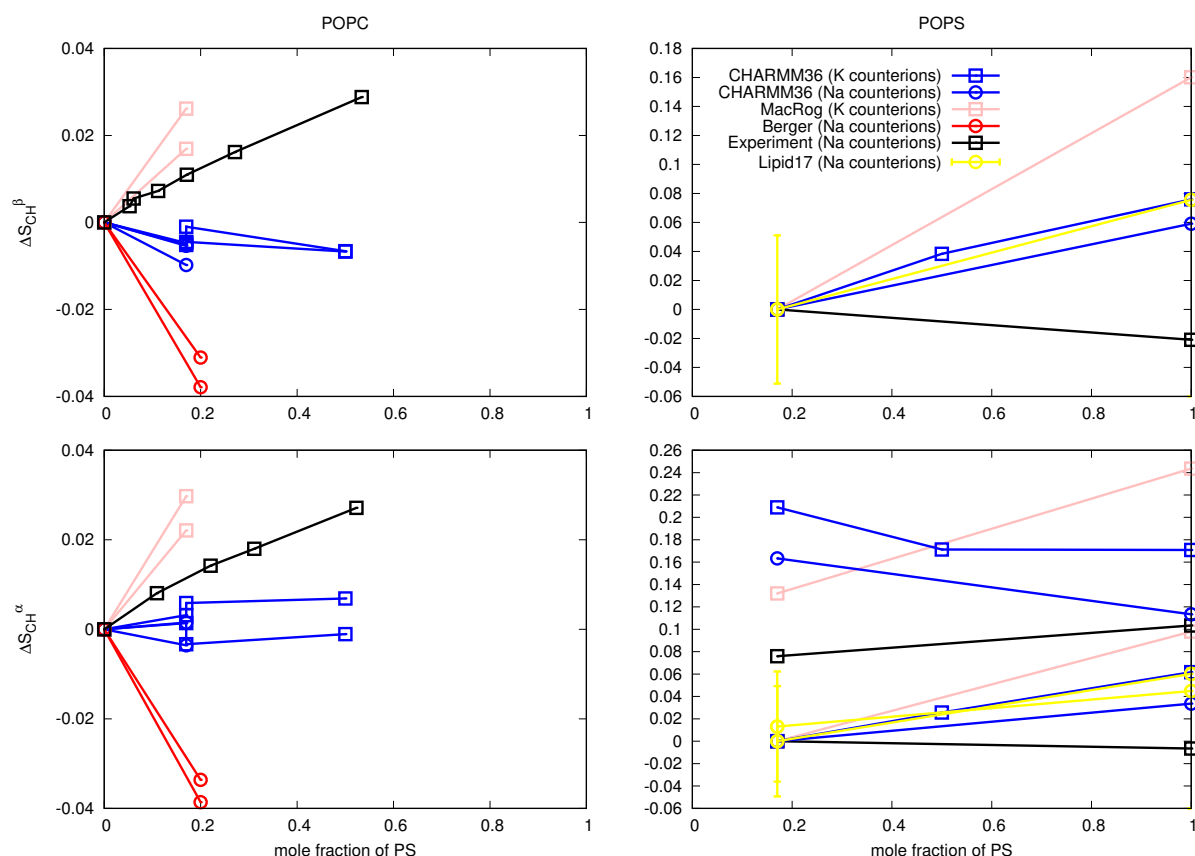 POPC
POPS
0.04
0.02
0
-0.02
-0.04
ΔS_CH^β
0 0.2 0.4 0.6 0.8 1
0.18
0.16
0.14
0.12
0.1
0.08
0.06
0.04
0.02
0
-0.02
-0.04
-0.06
CHARMM36 (K counterions)
CHARMM36 (Na counterions)
MacRog (K counterions)
Berger (Na counterions)
Experiment (Na counterions)
Lipid17 (Na counterions)
0 0.2 0.4 0.6 0.8 1
0.04
0.02
0
-0.02
-0.04
ΔS_CH^α
0 0.2 0.4 0.6 0.8 1
mole fraction of PS
0.26
0.24
0.22
0.2
0.18
0.16
0.14
0.12
0.1
0.08
0.06
0.04
0.02
0
-0.02
-0.04
-0.06
0 0.2 0.4 0.6 0.8 1
mole fraction of PS